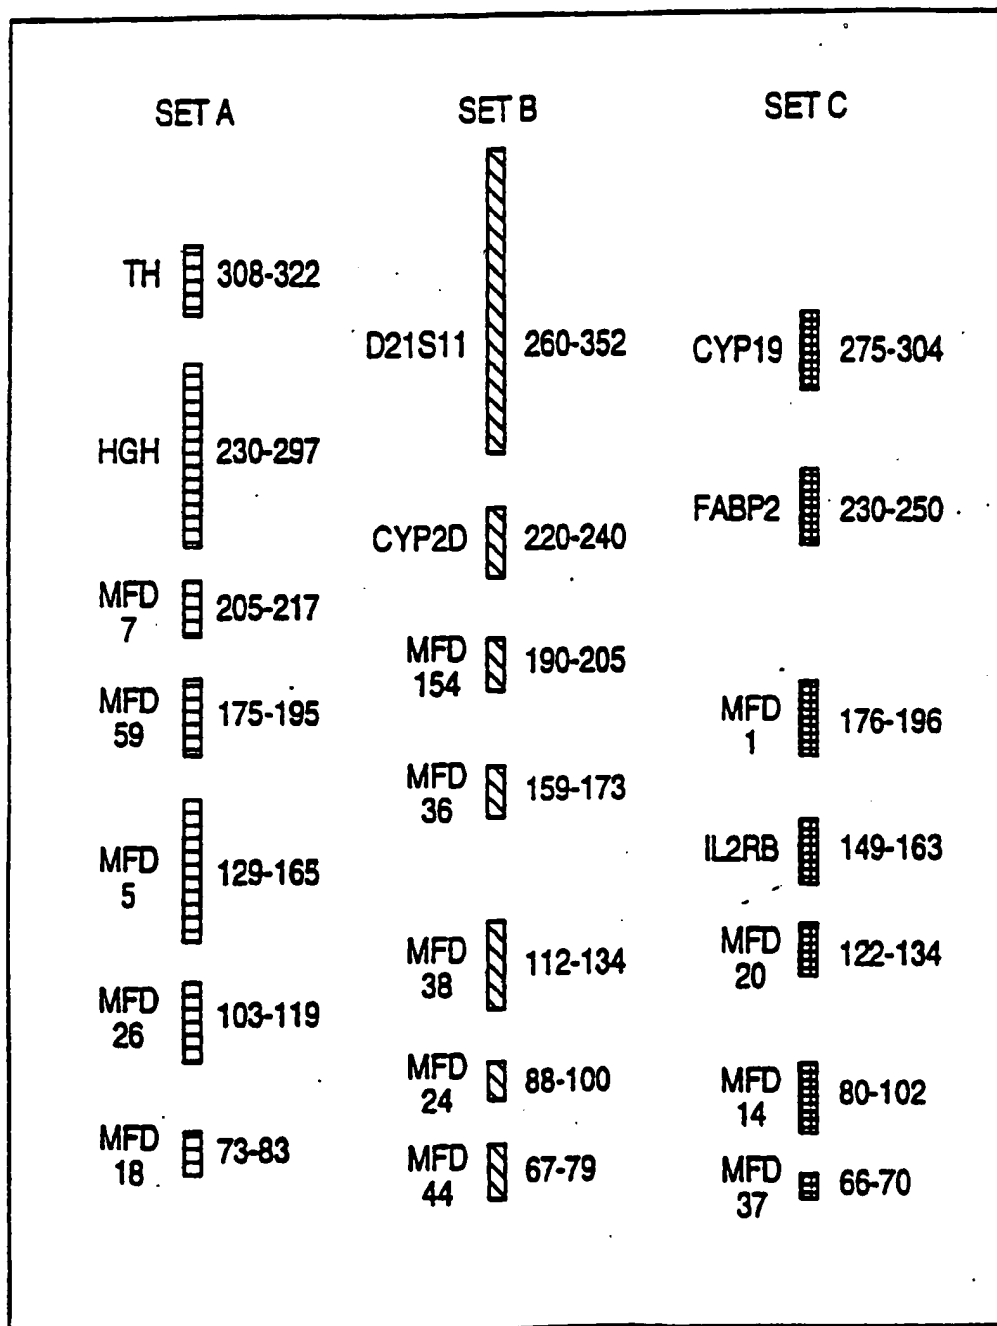 SET A
TH 308-322
HGH 230-297
MFD
7
205-217
MFD
59
175-195
MFD
5
129-165
MFD
26
103-119
MFD
18
73-83
SET B
D21S11 260-352
CYP2D 220-240
MFD
154
190-205
MFD
36
159-173
MFD
38
112-134
MFD
24
88-100
MFD
44
67-79
SET C
CYP19 275-304
FABP2 230-250
MFD
1
176-196
IL2RB 149-163
MFD
20
122-134
MFD
14
80-102
MFD
37
66-70